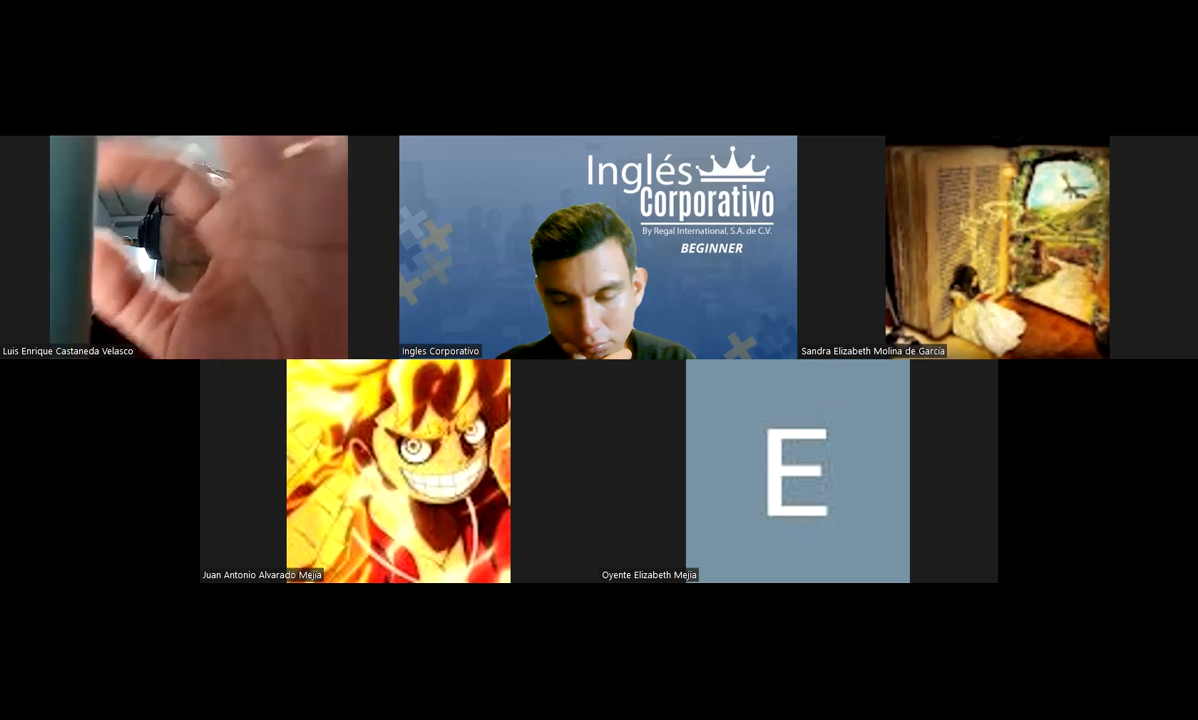 Inglés
Corporativo
By Regal International, S.A. de C.V.
BEGINNER
Luis Enrique Castaneda Velasco
Ingles Corporativo
Sandra Elizabeth Molina de García
E
Juan Antonio Alvarado Mejía
Oyente Elizabeth Mejia